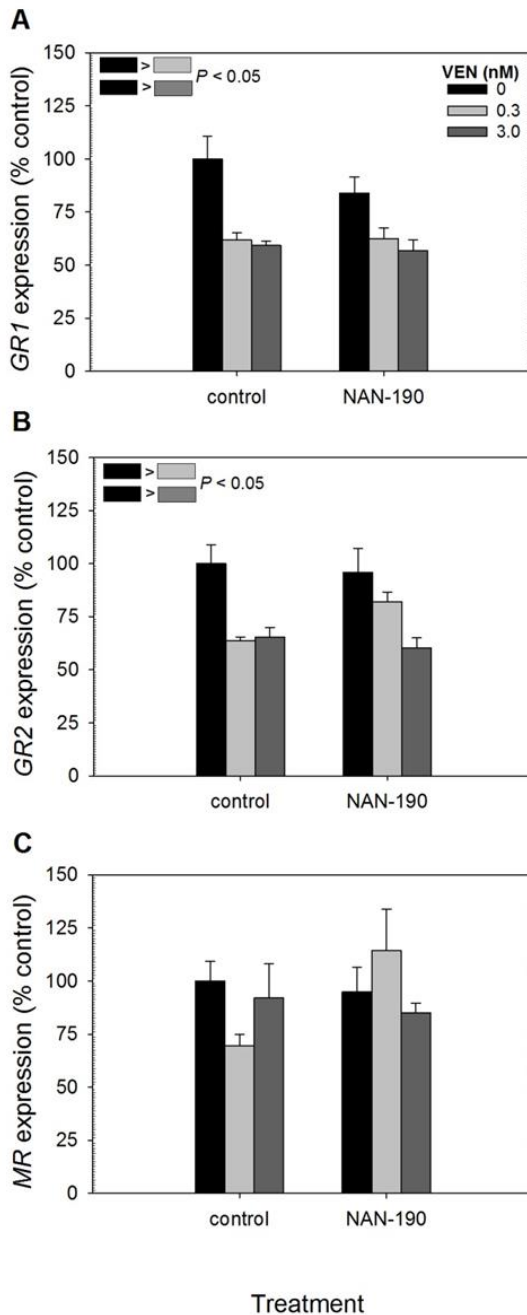 A
GR1 expression (% control)
150
125
100
75
50
25
0
>
>
P < 0.05
VEN (nM)
0
0.3
3.0
control
NAN-190
B
GR2 expression (% control)
150
125
100
75
50
25
0
>
>
P < 0.05
control
NAN-190
C
MR expression (% control)
150
125
100
75
50
25
0
control
NAN-190
Treatment